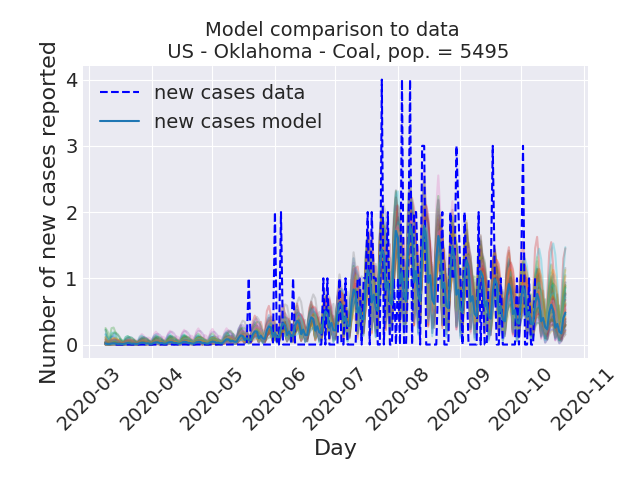 Model comparison to data
US - Oklahoma - Coal, pop. = 5495
Number of new cases reported
4
3
2
1
0
new cases data
new cases model
2020-03
2020-04
2020-05
2020-06
2020-07
2020-08
2020-09
2020-10
2020-11
Day